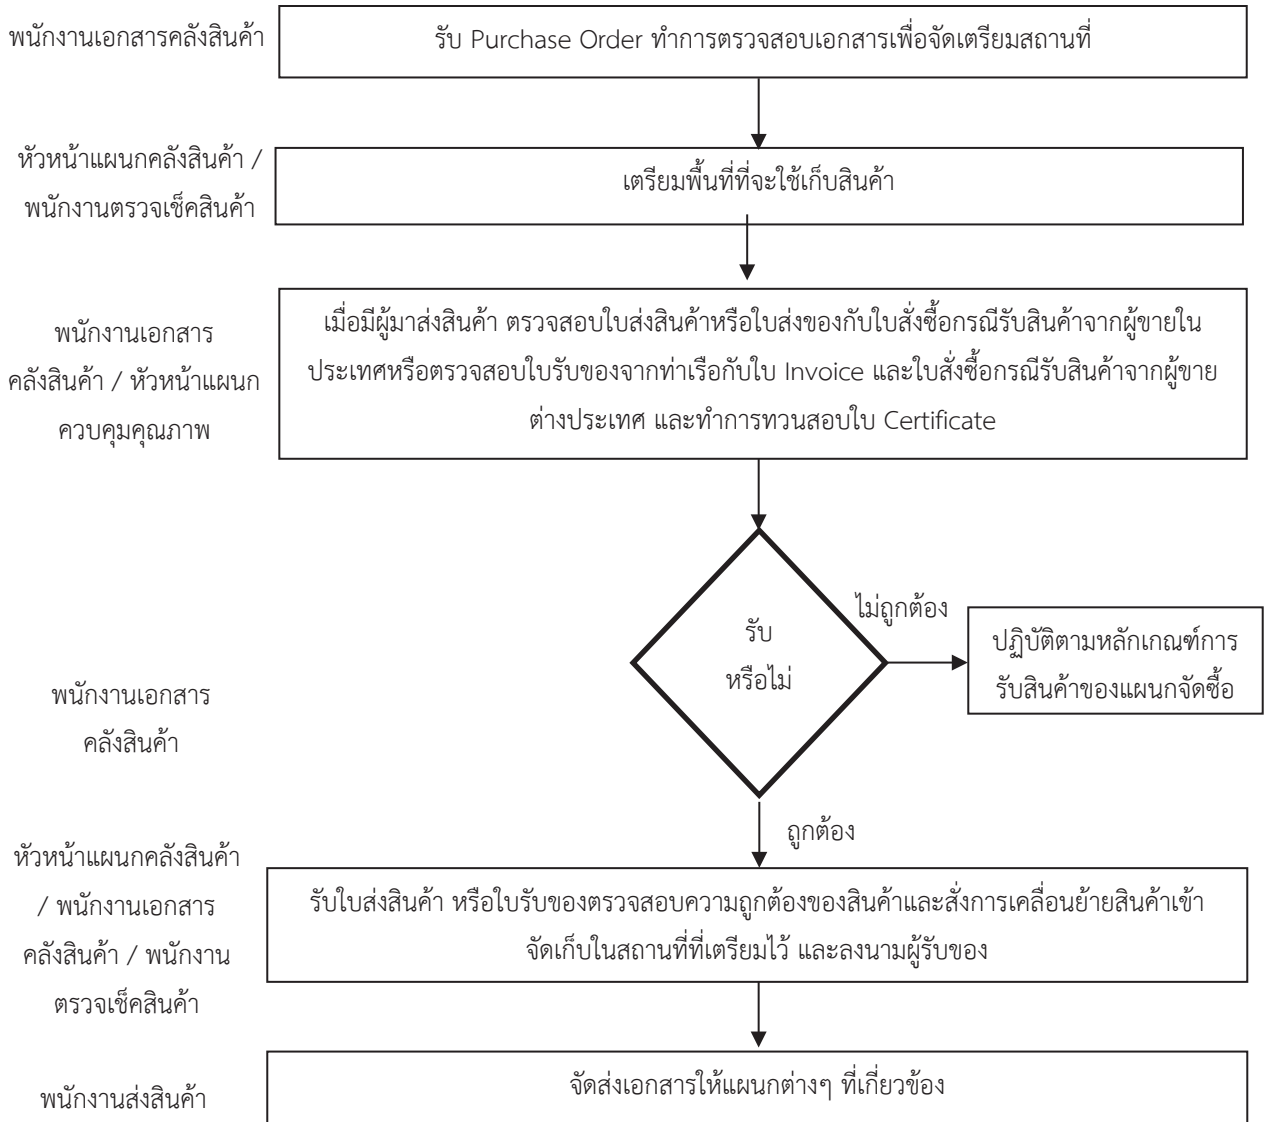 พนักงานเอกสารคลังสินค้า
รับ Purchase Order ทำการตรวจสอบเอกสารเพื่อจัดเตรียมสถานที่
หัวหน้าแผนกคลังสินค้า /
พนักงานตรวจเช็คสินค้า
เตรียมพื้นที่ที่จะใช้เก็บสินค้า
พนักงานเอกสาร
คลังสินค้า / หัวหน้าแผนก
ควบคุมคุณภาพ
เมื่อมีผู้มาส่งสินค้า ตรวจสอบใบส่งสินค้าหรือใบส่งของกับใบสั่งซื้อกรณีรับสินค้าจากผู้ขายใน
ประเทศหรือตรวจสอบใบรับของจากท่าเรือกับใบ Invoice และใบสั่งซื้อกรณีรับสินค้าจากผู้ขาย
ต่างประเทศ และทำการทวนสอบใบ Certificate
พนักงานเอกสาร
คลังสินค้า
รับ
หรือไม่
ไม่ถูกต้อง
ปฏิบัติตามหลักเกณฑ์การ
รับสินค้าของแผนกจัดซื้อ
ถูกต้อง
หัวหน้าแผนกคลังสินค้า
/ พนักงานเอกสาร
คลังสินค้า / พนักงาน
ตรวจเช็คสินค้า
รับใบส่งสินค้า หรือใบรับของตรวจสอบความถูกต้องของสินค้าและสั่งการเคลื่อนย้ายสินค้าเข้า
จัดเก็บในสถานที่ที่เตรียมไว้ และลงนามผู้รับของ
พนักงานส่งสินค้า
จัดส่งเอกสารให้แผนกต่างๆ ที่เกี่ยวข้อง